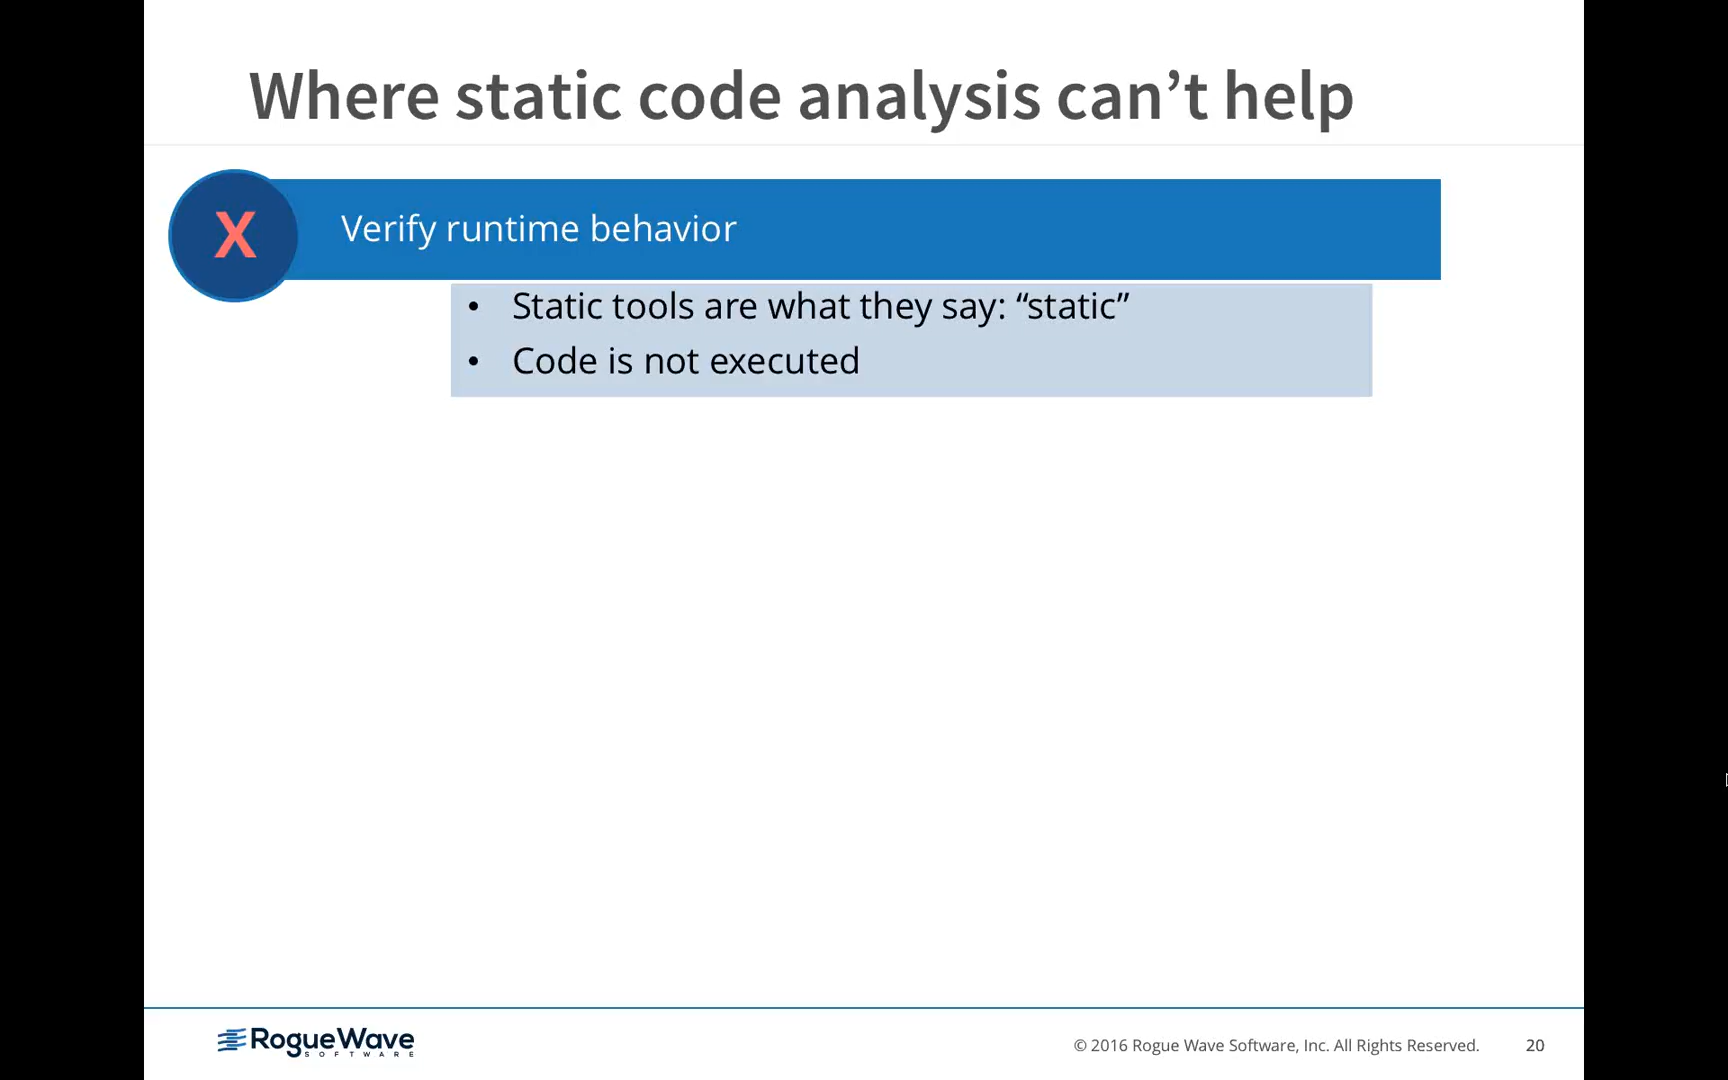 Where static code analysis can’t help
X
Verify runtime behavior
• Static tools are what they say: “static”
• Code is not executed
RogueWave
SOFTWARE
© 2016 Rogue Wave Software, Inc. All Rights Reserved.
20